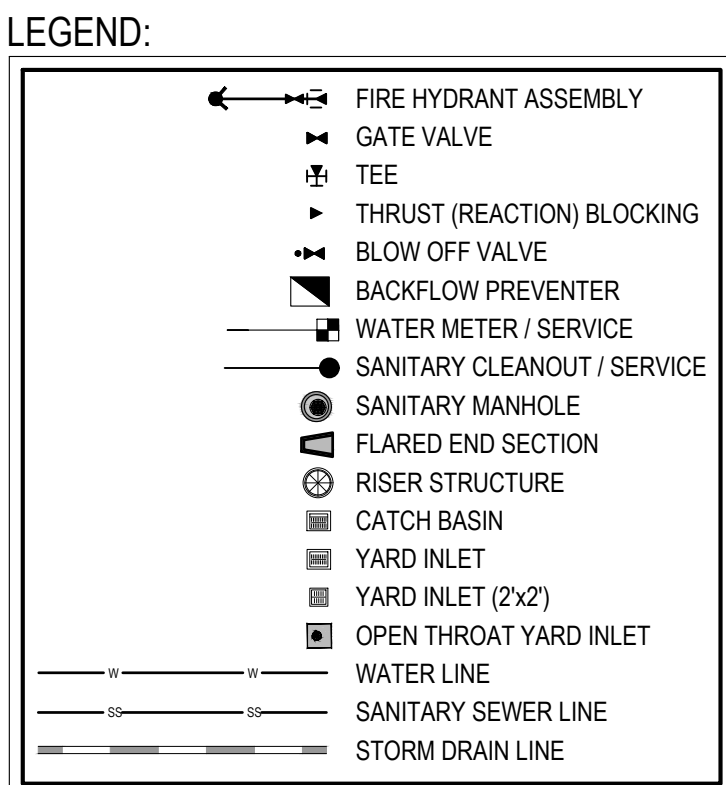 LEGEND:
FIRE HYDRANT ASSEMBLY
GATE VALVE
TEE
THRUST (REACTION) BLOCKING
BLOW OFF VALVE
BACKFLOW PREVENTER
WATER METER / SERVICE
SANITARY CLEANOUT / SERVICE
SANITARY MANHOLE
FLARED END SECTION
RISER STRUCTURE
CATCH BASIN
YARD INLET
YARD INLET (2'x2')
OPEN THROAT YARD INLET
W W WATER LINE
SS SS SANITARY SEWER LINE
STORM DRAIN LINE